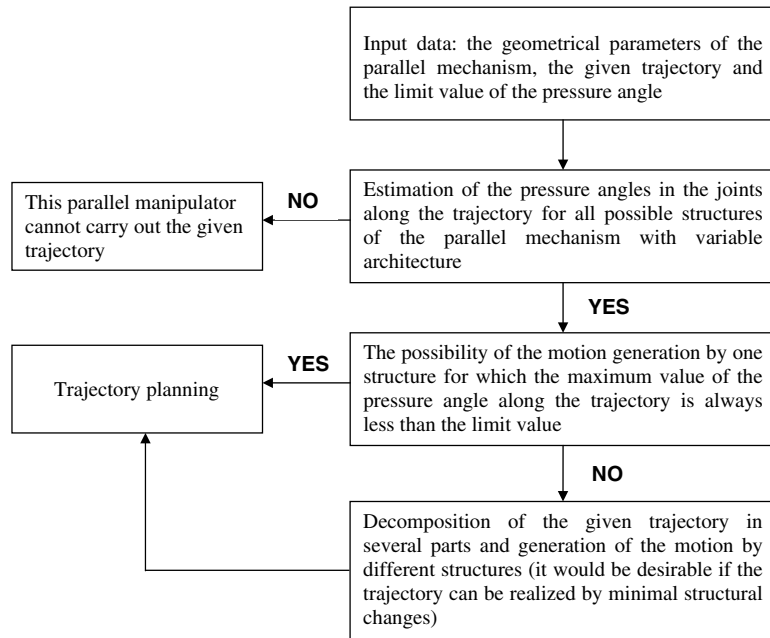 Input data: the geometrical parameters of the
parallel mechanism, the given trajectory and
the limit value of the pressure angle
This parallel manipulator
cannot carry out the given
trajectory
NO
Estimation of the pressure angles in the joints
along the trajectory for all possible structures
of the parallel mechanism with variable
architecture
YES
Trajectory planning
YES
The possibility of the motion generation by one
structure for which the maximum value of the
pressure angle along the trajectory is always
less than the limit value
NO
Decomposition of the given trajectory in
several parts and generation of the motion by
different structures (it would be desirable if the
trajectory can be realized by minimal structural
changes)